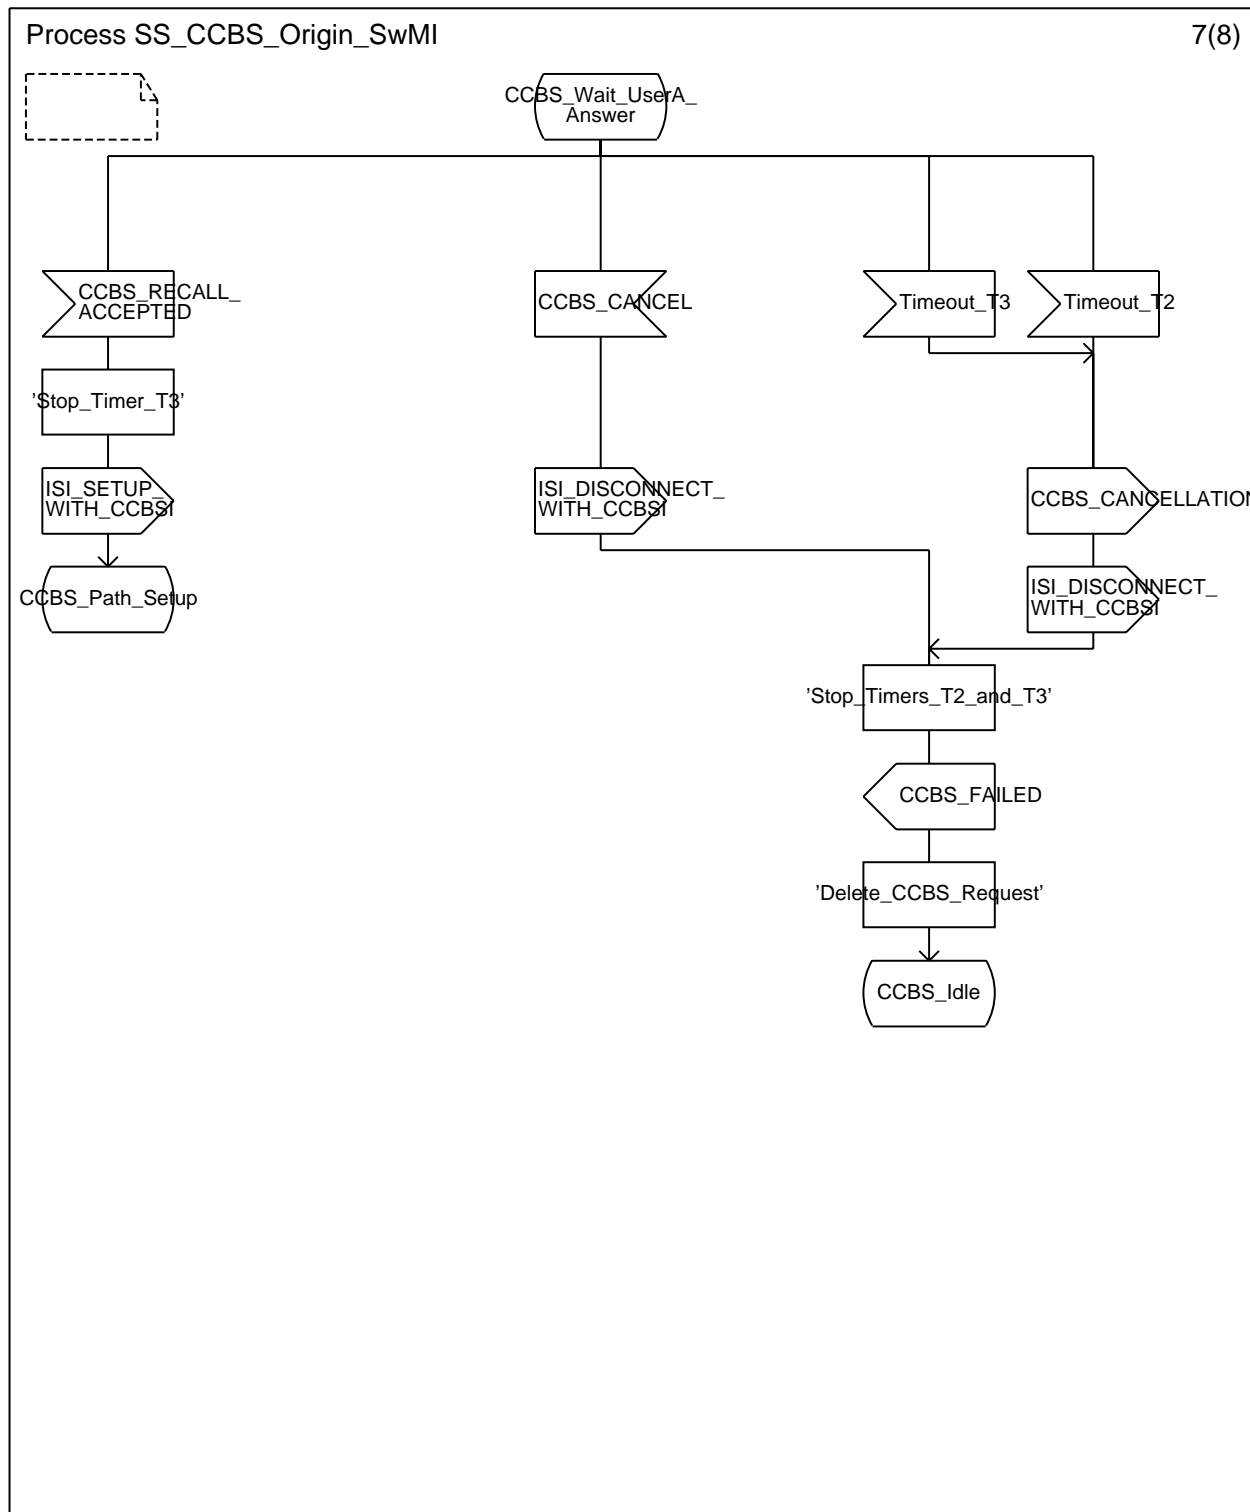 Process SS_CCBS_Origin_SwMI
7(8)
CCBS_Wait_UserA_
Answer
CCBS_RECALL_
ACCEPTED
CCBS_CANCEL
Timeout_T3
Timeout_T2
'Stop_Timer_T3'
ISI_SETUP_
WITH_CCBSI
ISI_DISCONNECT_
WITH_CCBSI
CCBS_CANCELLATION
CCBS_Path_Setup
ISI_DISCONNECT_
WITH_CCBSI
'Stop_Timers_T2_and_T3'
CCBS_FAILED
'Delete_CCBS_Request'
CCBS_Idle